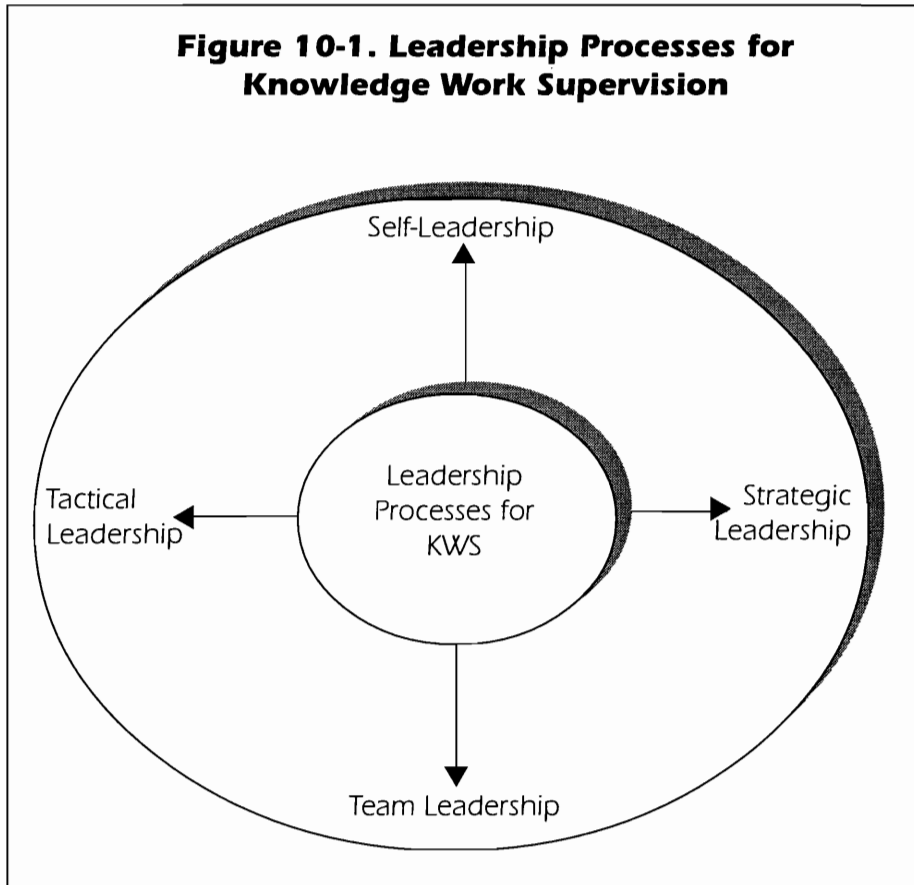 Figure 10-1. Leadership Processes for
Knowledge Work Supervision
Self-Leadership
Tactical
Leadership
Leadership
Processes for
KWS
Strategic
Leadership
Team Leadership